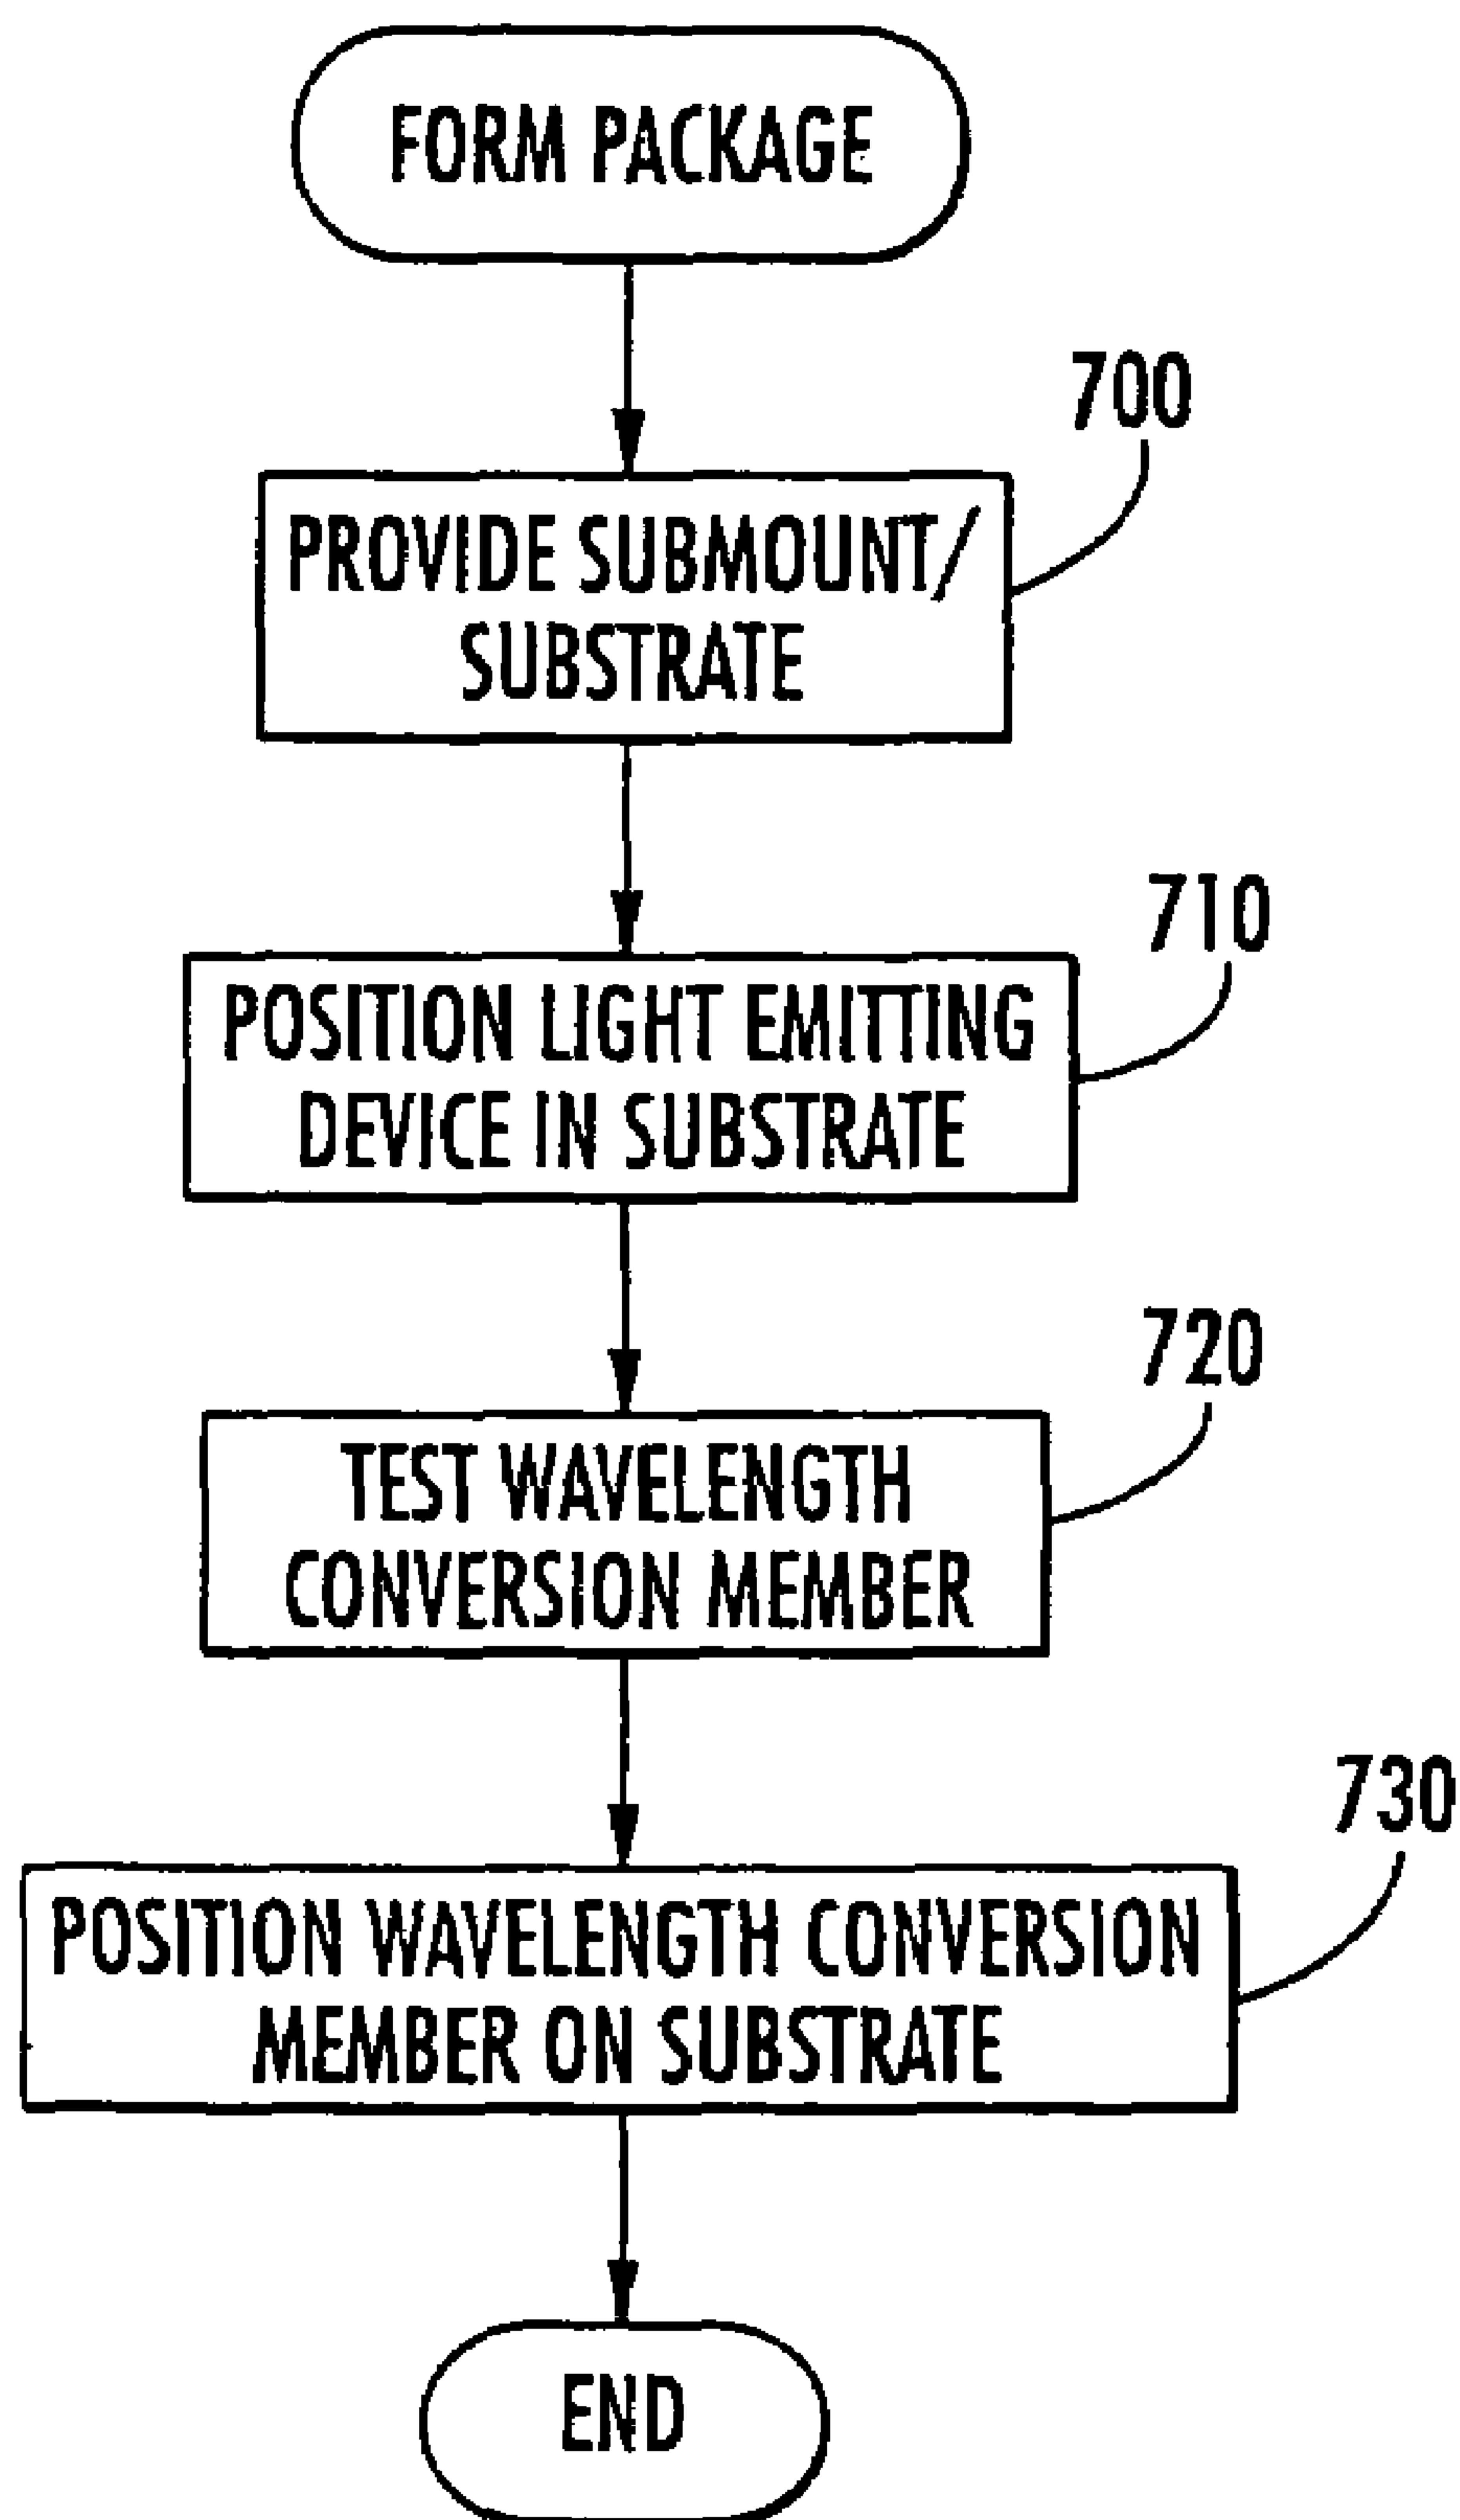 FORM PACKAGE
700
PROVIDE SUBMOUNT/
SUBSTRATE
710
POSITION LIGHT EMITTING
DEVICE IN SUBSTRATE
720
TEST WAVELENGTH
CONVERSION MEMBER
730
POSITION WAVELENGTH CONVERSION
MEMBER ON SUBSTRATE
END